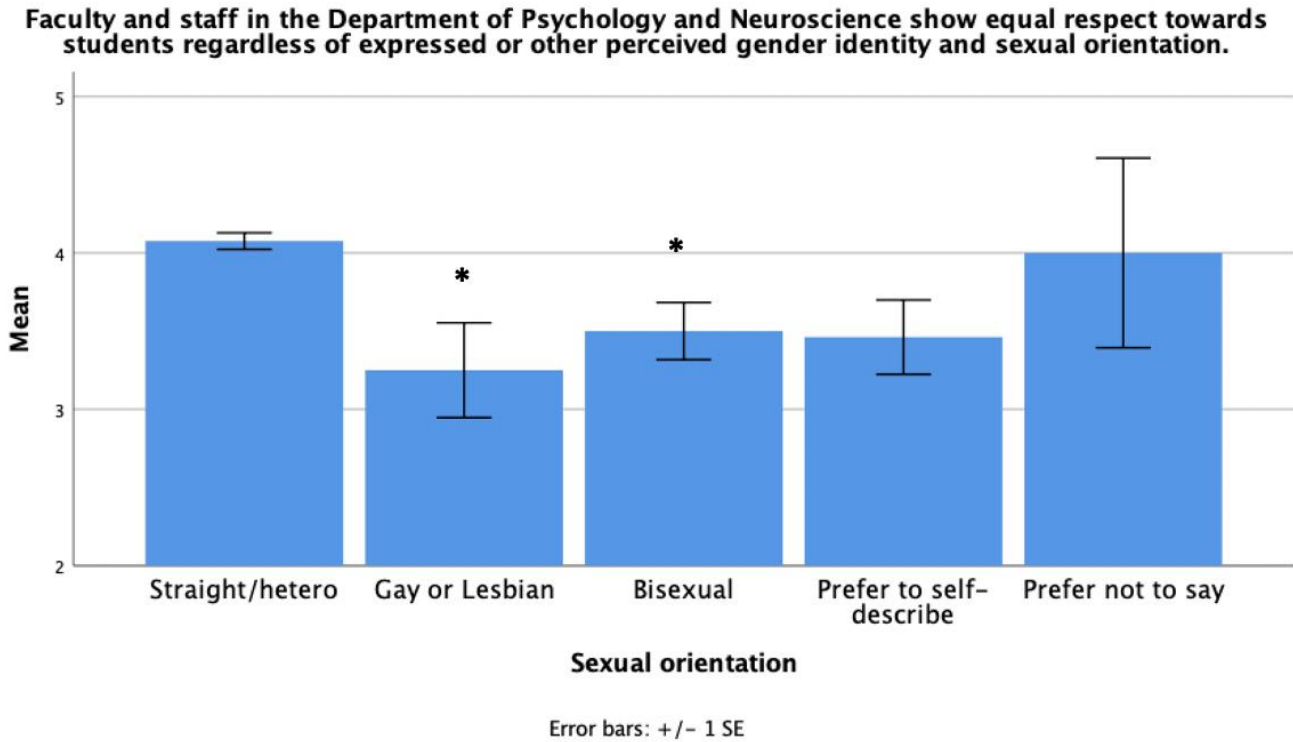 Faculty and staff in the Department of Psychology and Neuroscience show equal respect towards
students regardless of expressed or other perceived gender identity and sexual orientation.
5
4
3
2
Mean
*
*
Straight/hetero
Gay or Lesbian
Bisexual
Prefer to self-
describe
Prefer not to say
Sexual orientation
Error bars: +/- 1 SE